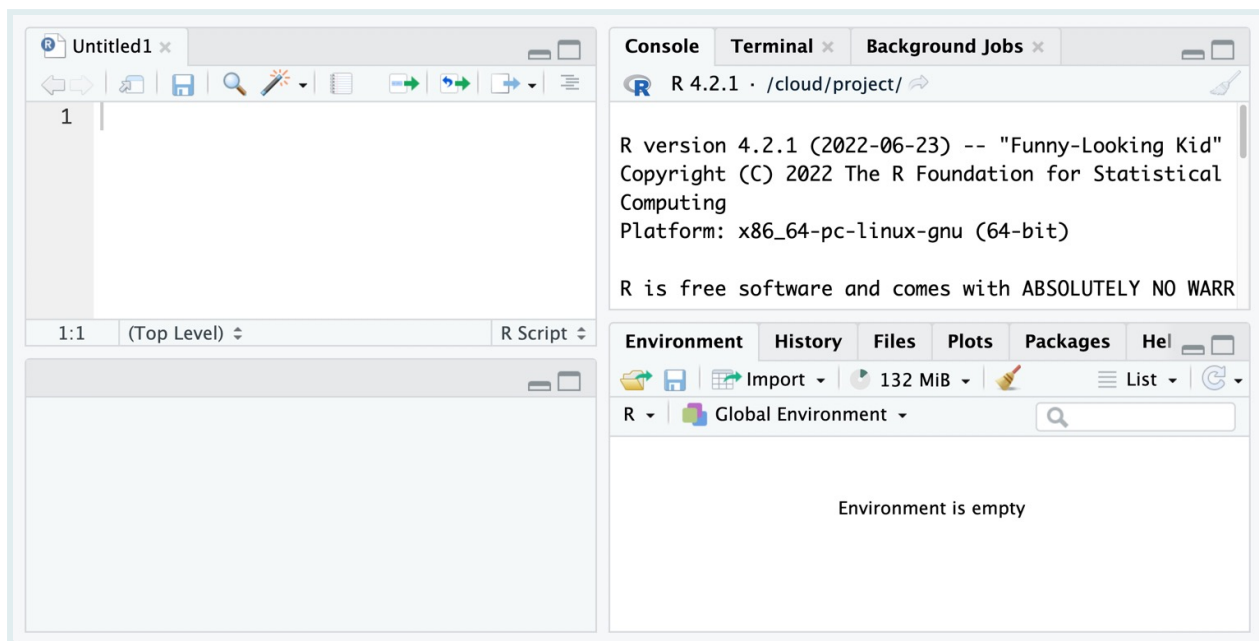 Untitled1
1
1:1 (Top Level) R Script
Console Terminal Background Jobs
R 4.2.1 · /cloud/project/
R version 4.2.1 (2022-06-23) -- "Funny-Looking Kid"
Copyright (C) 2022 The R Foundation for Statistical
Computing
Platform: x86_64-pc-linux-gnu (64-bit)
R is free software and comes with ABSOLUTELY NO WARR
Environment History Files Plots Packages Hel
Import 132 MiB List
R Global Environment
Environment is empty